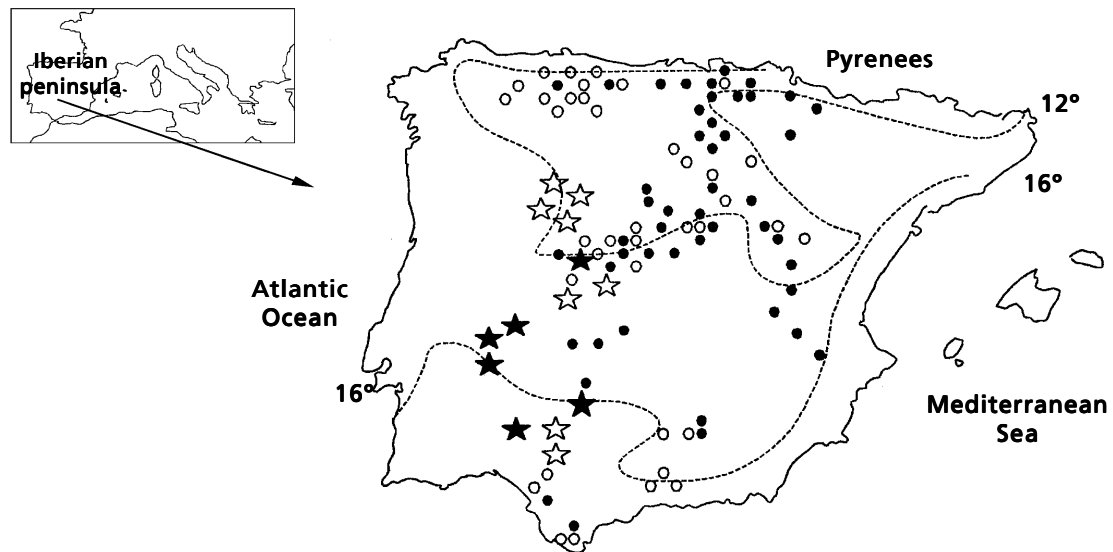 Iberian
peninsula
Pyrenees
12°
16°
Atlantic
Ocean
16°
Mediterranean
Sea